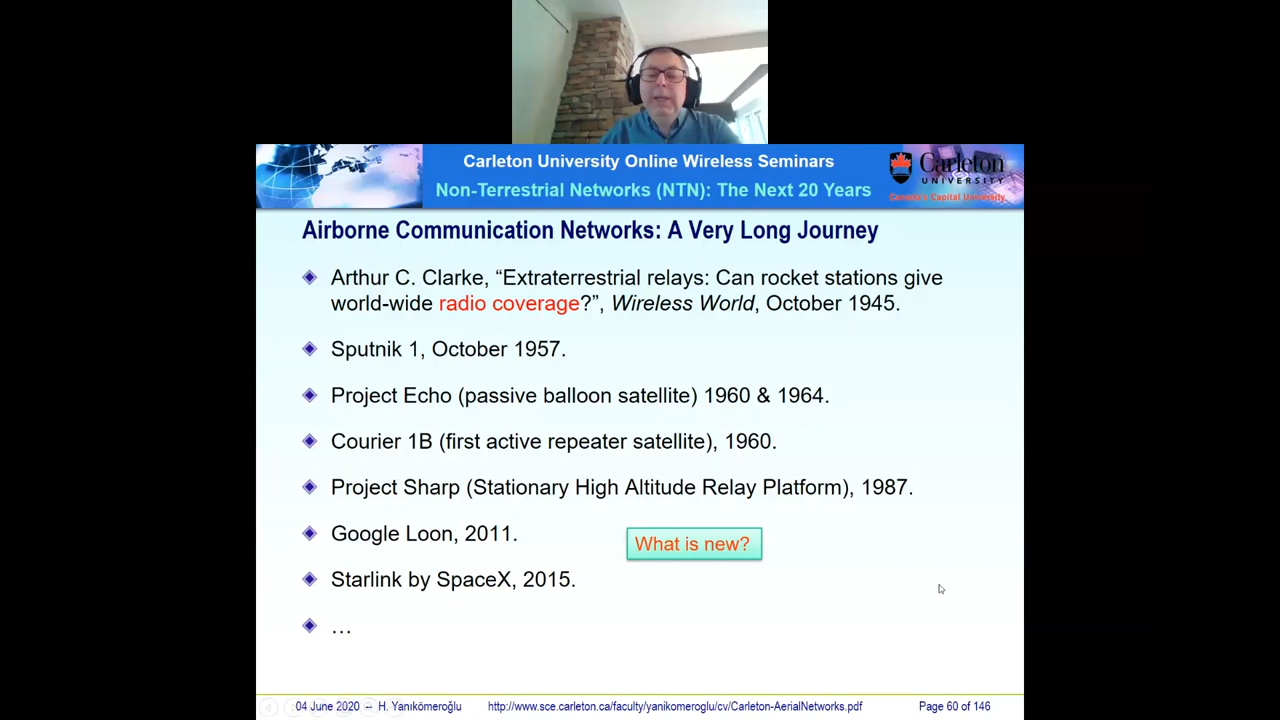 Carleton University Online Wireless Seminars
Non-Terrestrial Networks (NTN): The Next 20 Years
Carleton
UNIVERSITY
Canada's Capital University
Airborne Communication Networks: A Very Long Journey
Arthur C. Clarke, “Extraterrestrial relays: Can rocket stations give
world-wide radio coverage?”, Wireless World, October 1945.
Sputnik 1, October 1957.
Project Echo (passive balloon satellite) 1960 & 1964.
Courier 1B (first active repeater satellite), 1960.
Project Sharp (Stationary High Altitude Relay Platform), 1987.
Google Loon, 2011.
What is new?
Starlink by SpaceX, 2015.
…
04 June 2020 – H. Yanıkömeroğlu http://www.sce.carleton.ca/faculty/yanikomeroglu/cv/Carleton-AerialNetworks.pdf Page 60 of 146